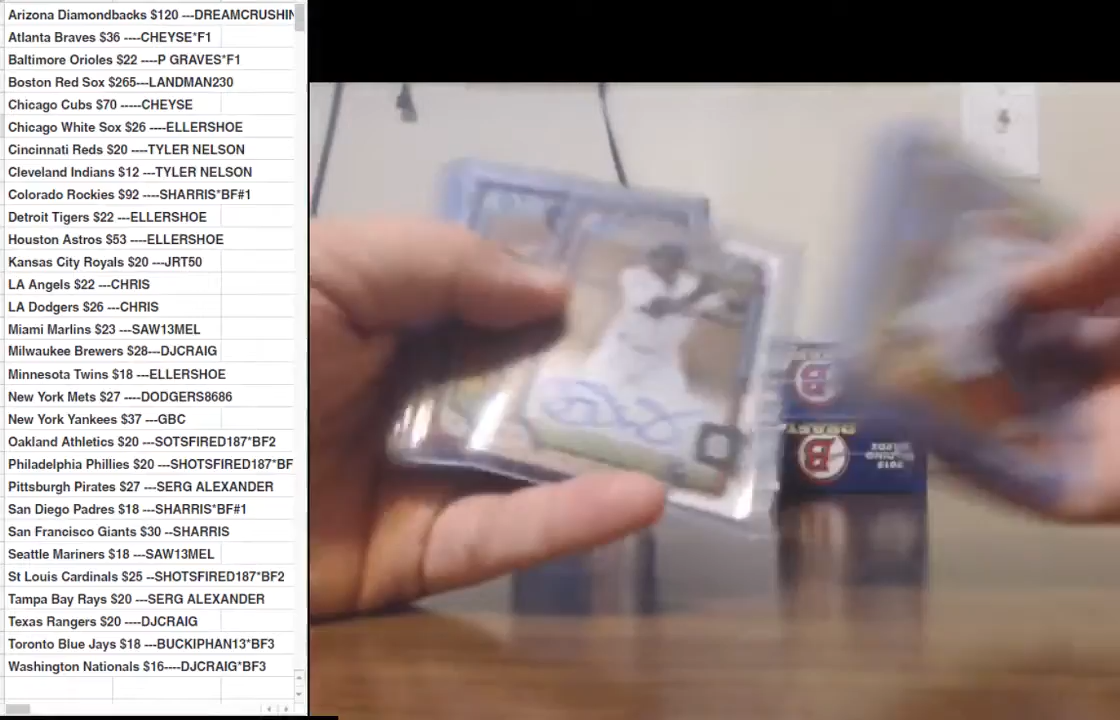 Arizona Diamondbacks $120 ---DREAMCRUSHIN
Atlanta Braves $36 ----CHEYSE*F1
Baltimore Orioles $22 ----P GRAVES*F1
Boston Red Sox $265---LANDMAN230
Chicago Cubs $70 -----CHEYSE
Chicago White Sox $26 ----ELLERSHOE
Cincinnati Reds $20 ---TYLER NELSON
Cleveland Indians $12 ---TYLER NELSON
Colorado Rockies $92 ----SHARRIS*BF#1
Detroit Tigers $22 ---ELLERSHOE
Houston Astros $53 ----ELLERSHOE
Kansas City Royals $20 ---JRT50
LA Angels $22 ---CHRIS
LA Dodgers $26 ---CHRIS
Miami Marlins $23 ---SAW13MEL
Milwaukee Brewers $28---DJCRAIG
Minnesota Twins $18 ---ELLERSHOE
New York Mets $27 ----DODGERS8686
New York Yankees $37 ---GBC
Oakland Athletics $20 ---SOTSFIRED187*BF2
Philadelphia Phillies $20 ---SHOTSFIRED187*BF
Pittsburgh Pirates $27 ---SERG ALEXANDER
San Diego Padres $18 ---SHARRIS*BF#1
San Francisco Giants $30 --SHARRIS
Seattle Mariners $18 ---SAW13MEL
St Louis Cardinals $25 --SHOTSFIRED187*BF2
Tampa Bay Rays $20 ---SERG ALEXANDER
Texas Rangers $20 ----DJCRAIG
Toronto Blue Jays $18 ---BUCKIPHAN13*BF3
Washington Nationals $16----DJCRAIG*BF3
B
DRAFT
B
2015